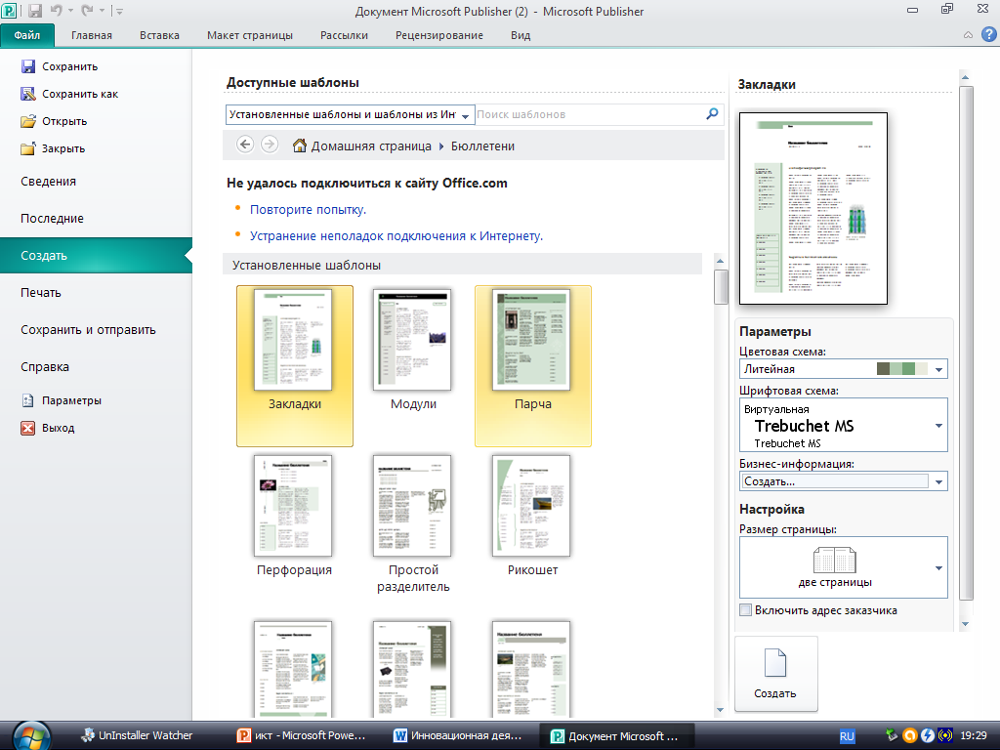 Документ Microsoft Publisher (2) - Microsoft Publisher
Файл
Главная
Вставка
Макет страницы
Рассылки
Рецензирование
Вид
Сохранить
Сохранить как
Открыть
Закрыть
Сведения
Последние
Создать
Печать
Сохранить и отправить
Справка
Параметры
Выход
Доступные шаблоны
Установленные шаблоны и шаблоны из Ин
Поиск шаблонов
Домашняя страница
Бюллетени
Не удалось подключиться к сайту Office.com
Повторите попытку.
Устранение неполадок подключения к Интернету.
Установленные шаблоны
Закладки
Модули
Парча
Перфорация
Простой
разделитель
Рикошет
Закладки
Название бюллетеня
Параметры
Цветовая схема:
Литейная
Шрифтовая схема:
Виртуальная
Trebuchet MS
Trebuchet MS
Бизнес-информация:
Создать...
Настройка
Размер страницы:
две страницы
Включить адрес заказчика
Создать
UnInstaller Watcher
икт - Microsoft Powe...
Инновационная дея...
Документ Microsoft ...
RU
19:29